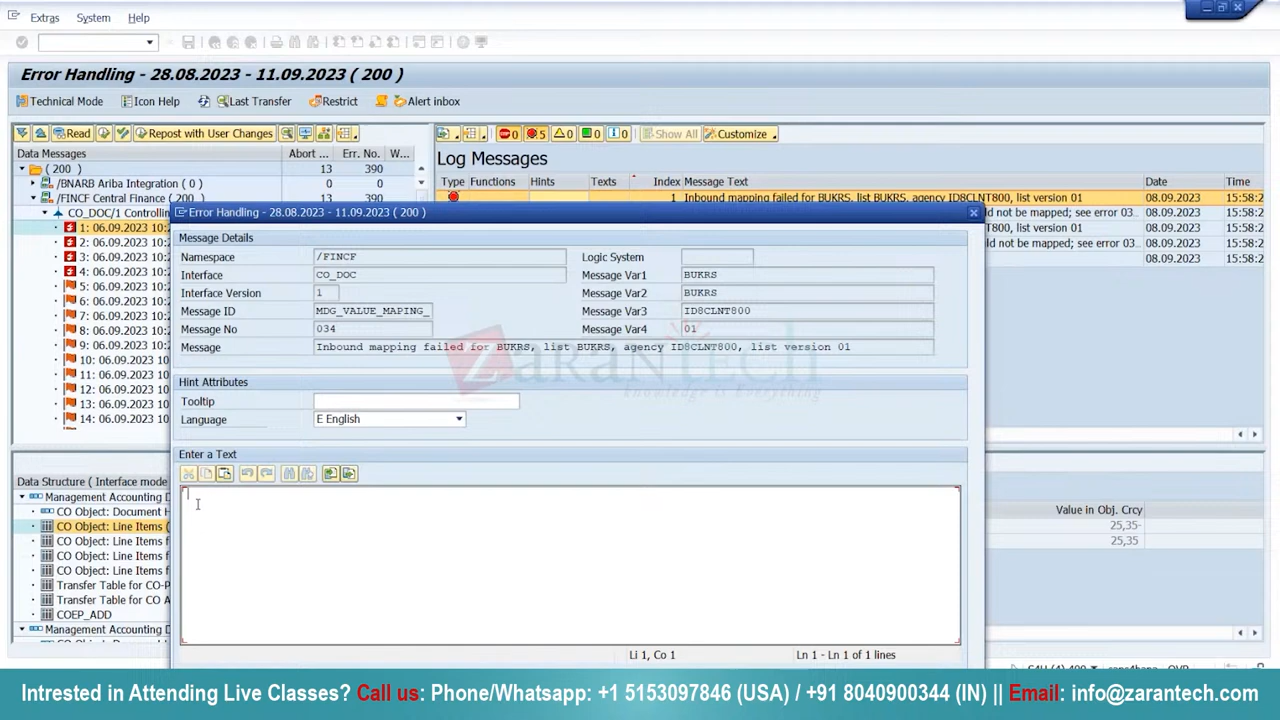 Extras System Help
Error Handling - 28.08.2023 - 11.09.2023 ( 200 )
Technical Mode Icon Help Last Transfer Restrict Alert inbox
Read Repost with User Changes
0 5 0 0 0 Show All Customize
Data Messages Abort ... Err. No. W...
( 200 ) 13 390
/BNARB Ariba Integration ( 0 ) 0 0
/FINCF Central Finance ( 200 ) 13 390
CO_DOC/1 Controllin
1: 06.09.2023 10:2
2: 06.09.2023 10:
3: 06.09.2023 10:
4: 06.09.2023 10:
5: 06.09.2023 10:
6: 06.09.2023 10:
7: 06.09.2023 10:
8: 06.09.2023 10:
9: 06.09.2023 10:
10: 06.09.2023 10
11: 06.09.2023 10
12: 06.09.2023 10
13: 06.09.2023 10
14: 06.09.2023 10
Log Messages
Type Functions Hints Texts Index Message Text Date Time
1 Inbound mapping failed for BUKRS, list BUKRS, agency ID8CLNT800, list version 01 08.09.2023 15:58:2
ld not be mapped; see error 03... 08.09.2023 15:58:2
T800, list version 01 08.09.2023 15:58:2
ld not be mapped; see error 03... 08.09.2023 15:58:2
08.09.2023 15:58:2
Error Handling - 28.08.2023 - 11.09.2023 ( 200 )
Message Details
Namespace /FINCF Logic System
Interface CO_DOC Message Var1 BUKRS
Interface Version 1 Message Var2 BUKRS
Message ID MDG_VALUE_MAPING_ Message Var3 ID8CLNT800
Message No 034 Message Var4 01
Message Inbound mapping failed for BUKRS, list BUKRS, agency ID8CLNT800, list version 01
ZaranTech
Knowledge is Everything
Hint Attributes
Tooltip
Language E English
Enter a Text
Li 1, Co 1 Ln 1 - Ln 1 of 1 lines
Data Structure ( Interface mode
Management Accounting D
CO Object: Document H
CO Object: Line Items (
CO Object: Line Items f
CO Object: Line Items f
CO Object: Line Items f
Transfer Table for CO-P
Transfer Table for CO A
COEP_ADD
Management Accounting D
Value in Obj. Crcy
25,35-
25,35
Intrested in Attending Live Classes? Call us: Phone/Whatsapp: +1 5153097846 (USA) / +91 8040900344 (IN) || Email: info@zarantech.com